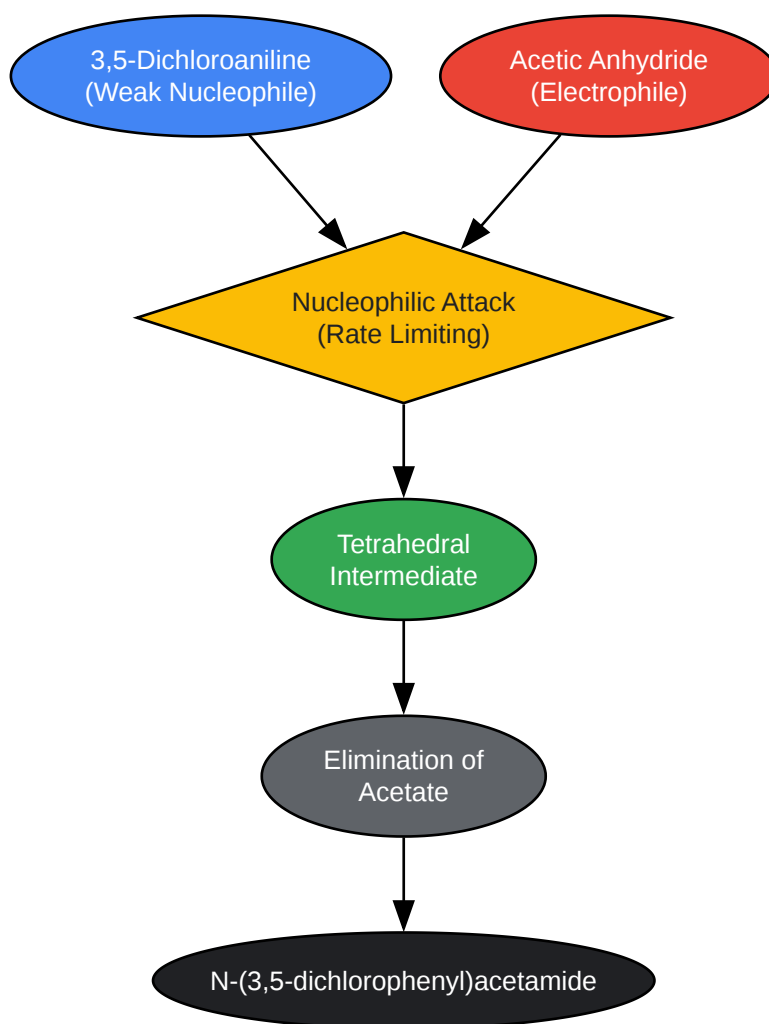 3,5-Dichloroaniline
(Weak Nucleophile)
Acetic Anhydride
(Electrophile)
Nucleophilic Attack
(Rate Limiting)
Tetrahedral
Intermediate
Elimination of
Acetate
N-(3,5-dichlorophenyl)acetamide